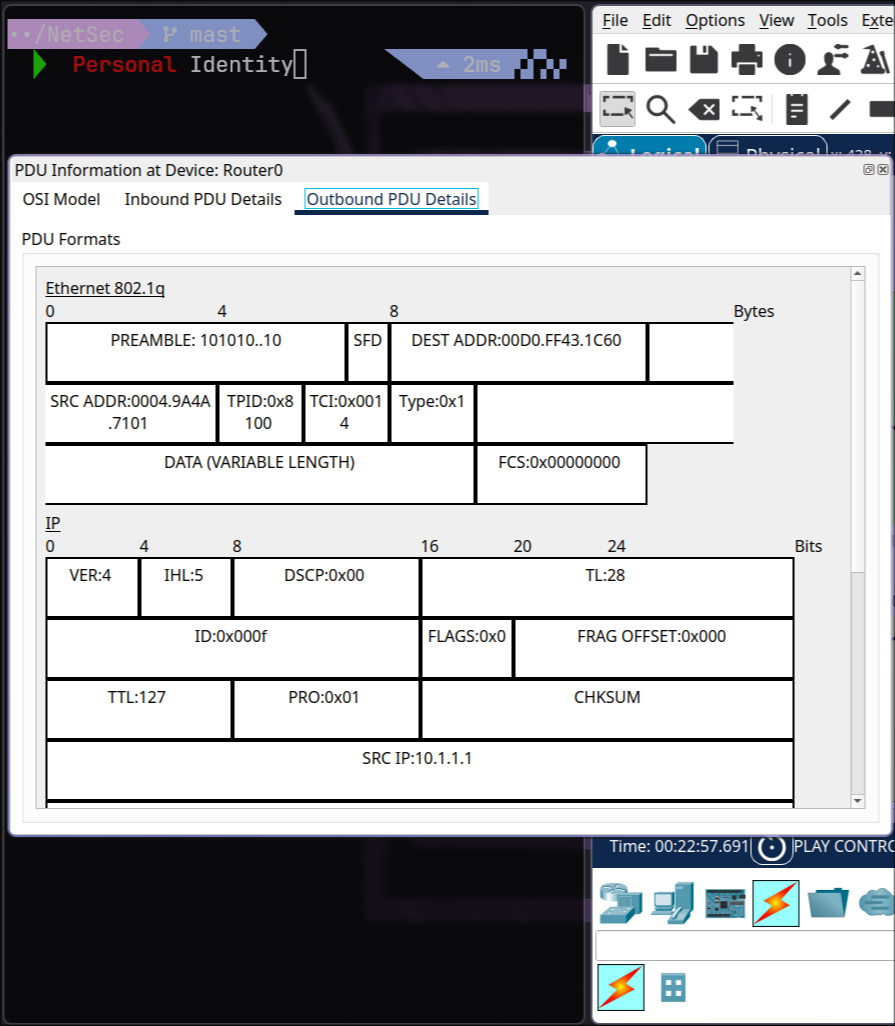 ../NetSec mast
Personal Identity 2ms
File Edit Options View Tools Exte
Logical Physical
PDU Information at Device: Router0
OSI Model Inbound PDU Details Outbound PDU Details
PDU Formats
Ethernet 802.1q
0 4 8 Bytes
PREAMBLE: 101010..10 SFD DEST ADDR:00D0.FF43.1C60
SRC ADDR:0004.9A4A TPID:0x8 TCI:0x001 Type:0x1
.7101 100 4
DATA (VARIABLE LENGTH) FCS:0x00000000
IP
0 4 8 16 20 24 Bits
VER:4 IHL:5 DSCP:0x00 TL:28
ID:0x000f FLAGS:0x0 FRAG OFFSET:0x000
TTL:127 PRO:0x01 CHKSUM
SRC IP:10.1.1.1
Time: 00:22:57.691 PLAY CONTRO